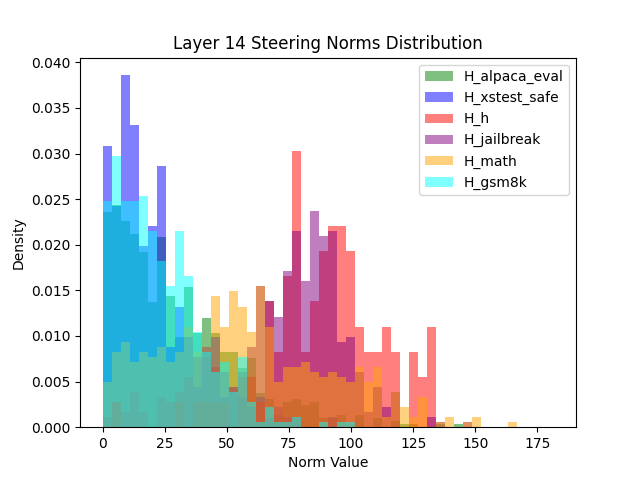 Layer 14 Steering Norms Distribution
0.040
0.035
0.030
0.025
0.020
0.015
0.010
0.005
0.000
Density
H_alpaca_eval
H_xstest_safe
H_h
H_jailbreak
H_math
H_gsm8k
0 25 50 75 100 125 150 175
Norm Value